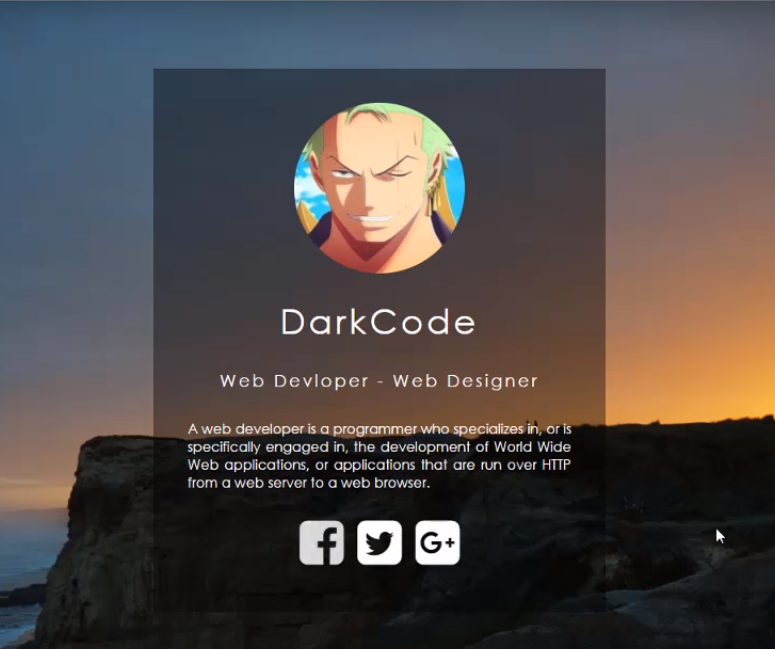 DarkCode
Web Devloper - Web Designer
A web developer is a programmer who specializes in, or is
specifically engaged in, the development of World Wide
Web applications, or applications that are run over HTTP
from a web server to a web browser.
G+